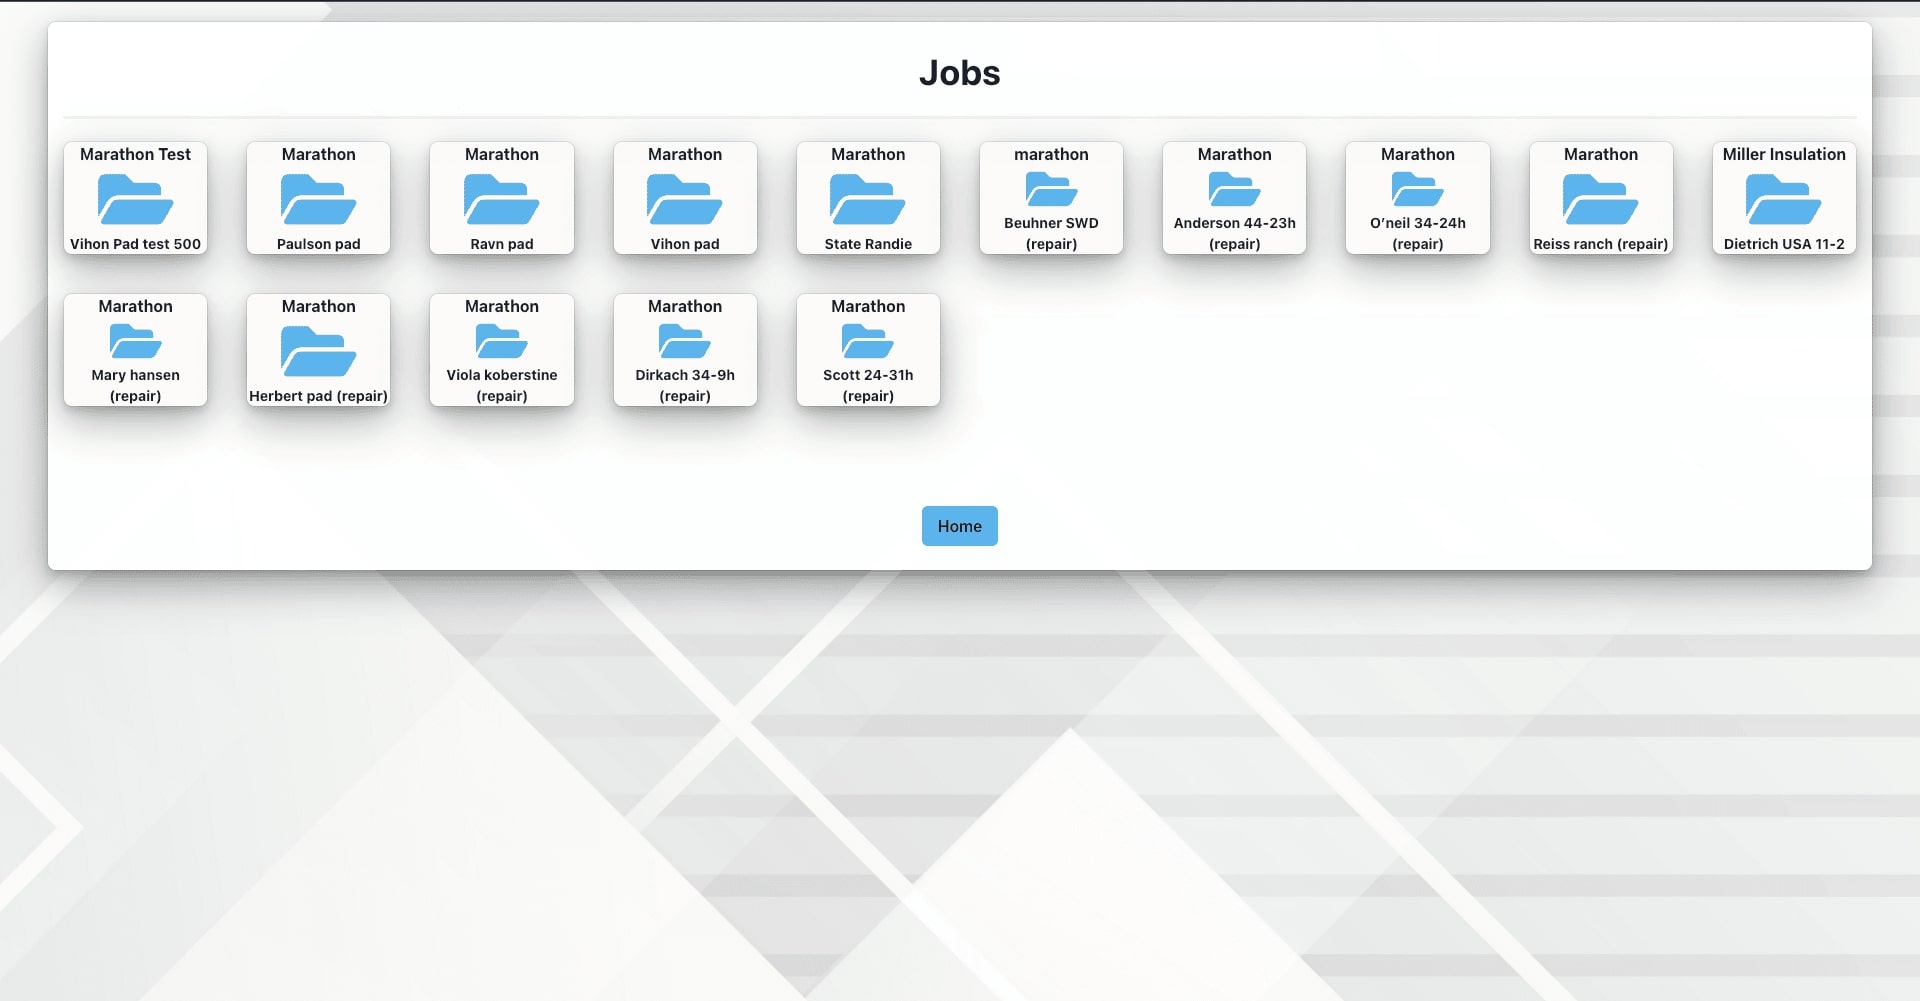 Jobs
Marathon Test
Vihon Pad test 500
Marathon
Paulson pad
Marathon
Ravn pad
Marathon
Vihon pad
Marathon
State Randie
marathon
Beuhner SWD
(repair)
Marathon
Anderson 44-23h
(repair)
Marathon
O’neil 34-24h
(repair)
Marathon
Reiss ranch (repair)
Miller Insulation
Dietrich USA 11-2
Marathon
Mary hansen
(repair)
Marathon
Herbert pad (repair)
Marathon
Viola koberstine
(repair)
Marathon
Dirkach 34-9h
(repair)
Marathon
Scott 24-31h
(repair)
Home